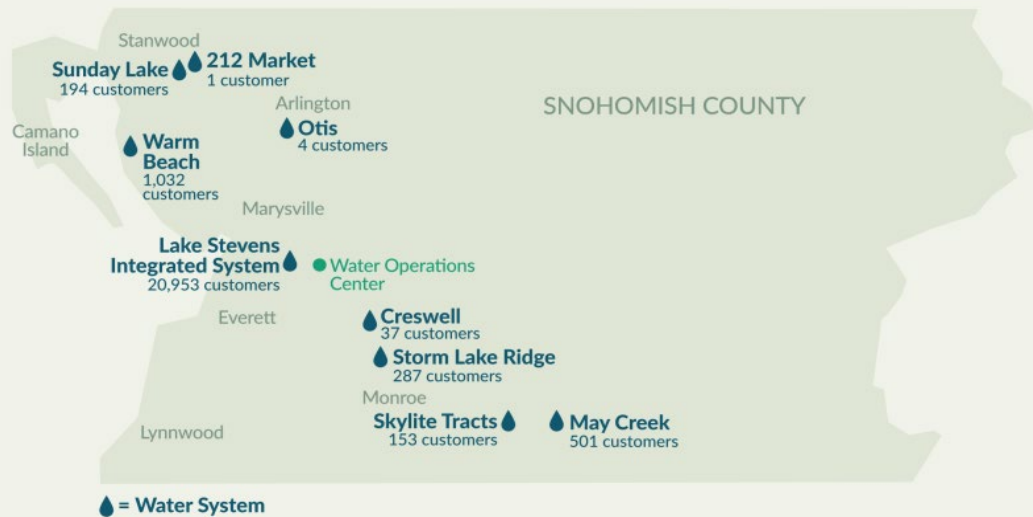 Stanwood
Sunday Lake
194 customers
212 Market
1 customer
Arlington
SNOHOMISH COUNTY
Otis
4 customers
Camano
Island
Warm
Beach
1,032
customers
Marysville
Lake Stevens
Integrated System
20,953 customers
Water Operations
Center
Everett
Creswell
37 customers
Storm Lake Ridge
287 customers
Monroe
Skylite Tracts
153 customers
May Creek
501 customers
Lynnwood
= Water System